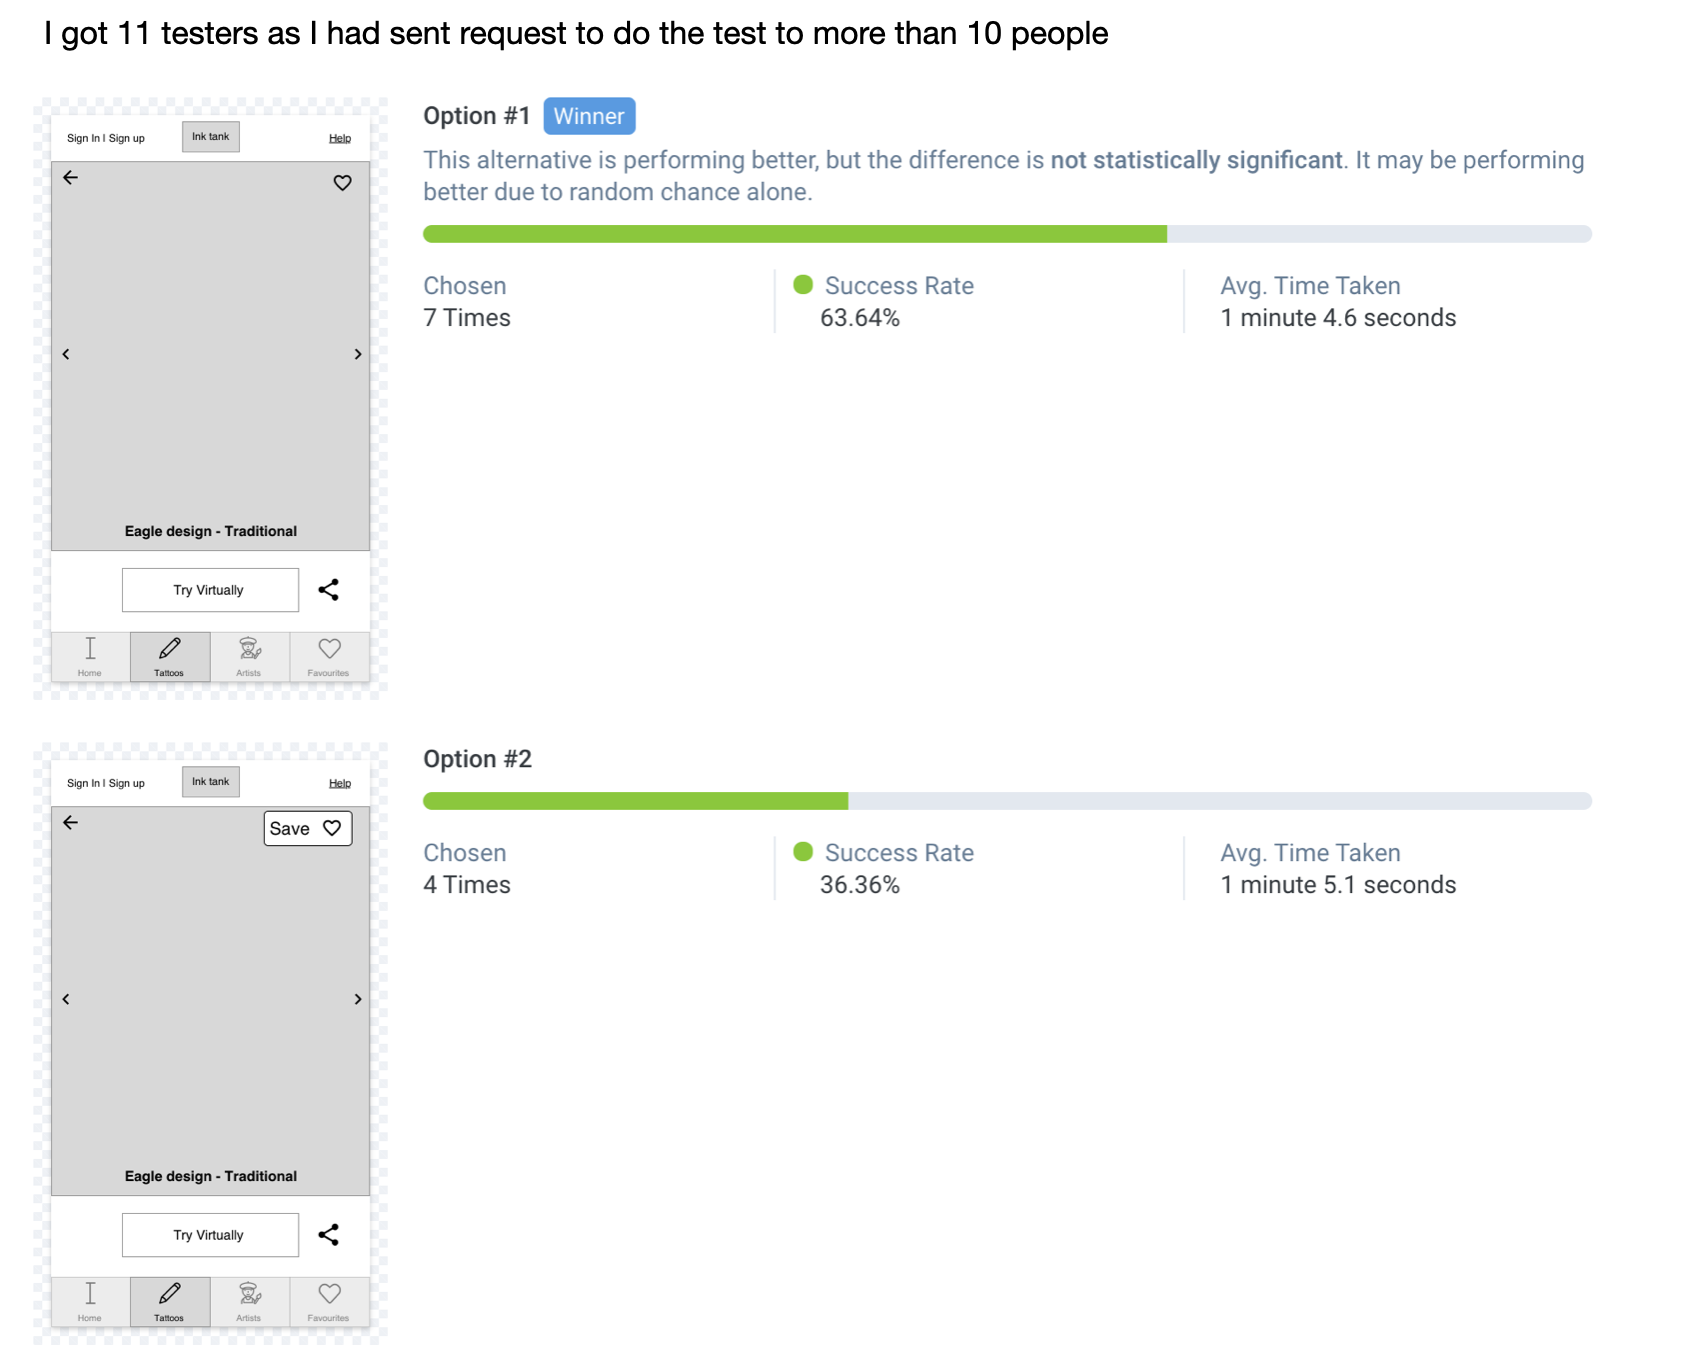 I got 11 testers as I had sent request to do the test to more than 10 people
Sign In I Sign up
Ink tank
Help
Eagle design - Traditional
Try Virtually
Home
Tattoos
Artists
Favourites
Option #1
Winner
This alternative is performing better, but the difference is not statistically significant. It may be performing
better due to random chance alone.
Chosen
7 Times
Success Rate
63.64%
Avg. Time Taken
1 minute 4.6 seconds
Sign In I Sign up
Ink tank
Help
Save
Eagle design - Traditional
Try Virtually
Home
Tattoos
Artists
Favourites
Option #2
Chosen
4 Times
Success Rate
36.36%
Avg. Time Taken
1 minute 5.1 seconds